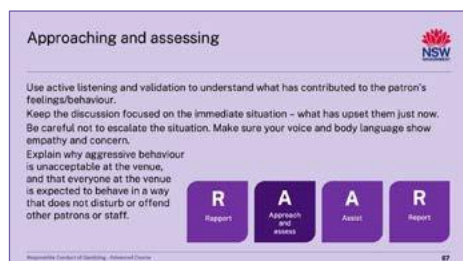 Approaching and assessing
NSW
GOVERNMENT
Use active listening and validation to understand what has contributed to the patron's
feelings/behaviour.
Keep the discussion focused on the immediate situation – what has upset them just now.
Be careful not to escalate the situation. Make sure your voice and body language show
empathy and concern.
Explain why aggressive behaviour
is unacceptable at the venue,
and that everyone at the venue
is expected to behave in a way
that does not disturb or offend
other patrons or staff.
R
Rapport
A
Approach
and
assess
A
Assist
R
Report
Responsible Conduct of Gambling - Advanced Course
67